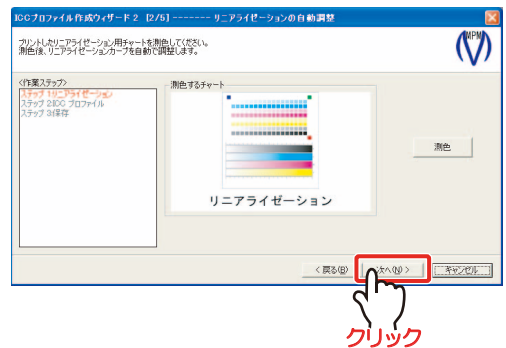 ICCプロファイル作成ウィザード 2 [2/5] ------- リニアライゼーションの自動調整
プリントしたリニアライゼーション用チャートを測色してください。
測色後、リニアライゼーションカーブを自動で調整します。
MPM
<作業ステップ>
ステップ 1:リニアライゼーション
ステップ 2:ICC プロファイル
ステップ 3:保存
測色するチャート
リニアライゼーション
測色
< 戻る(B)
次へ(N) >
キャンセル
クリック